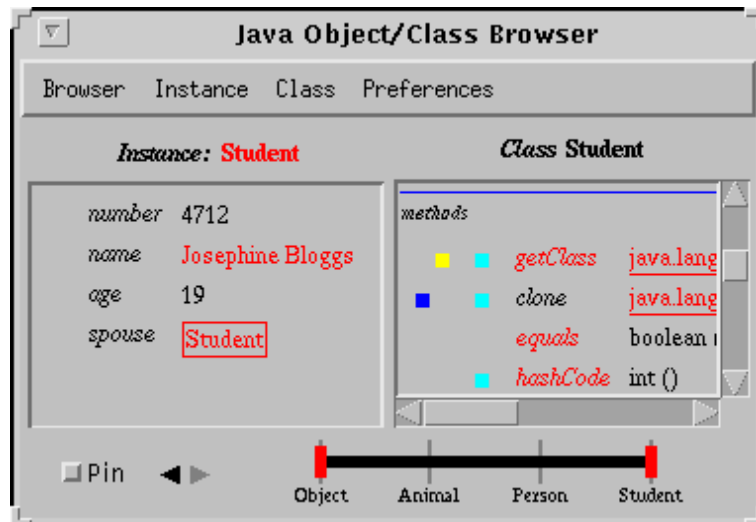 Java Object/Class Browser
Browser Instance Class Preferences
Instance: Student
number 4712
name Josephine Bloggs
age 19
spouse Student
Class Student
methods
getClass java.lang
clone java.lang
equals boolean
hashCode int ()
Pin
Object Animal Person Student